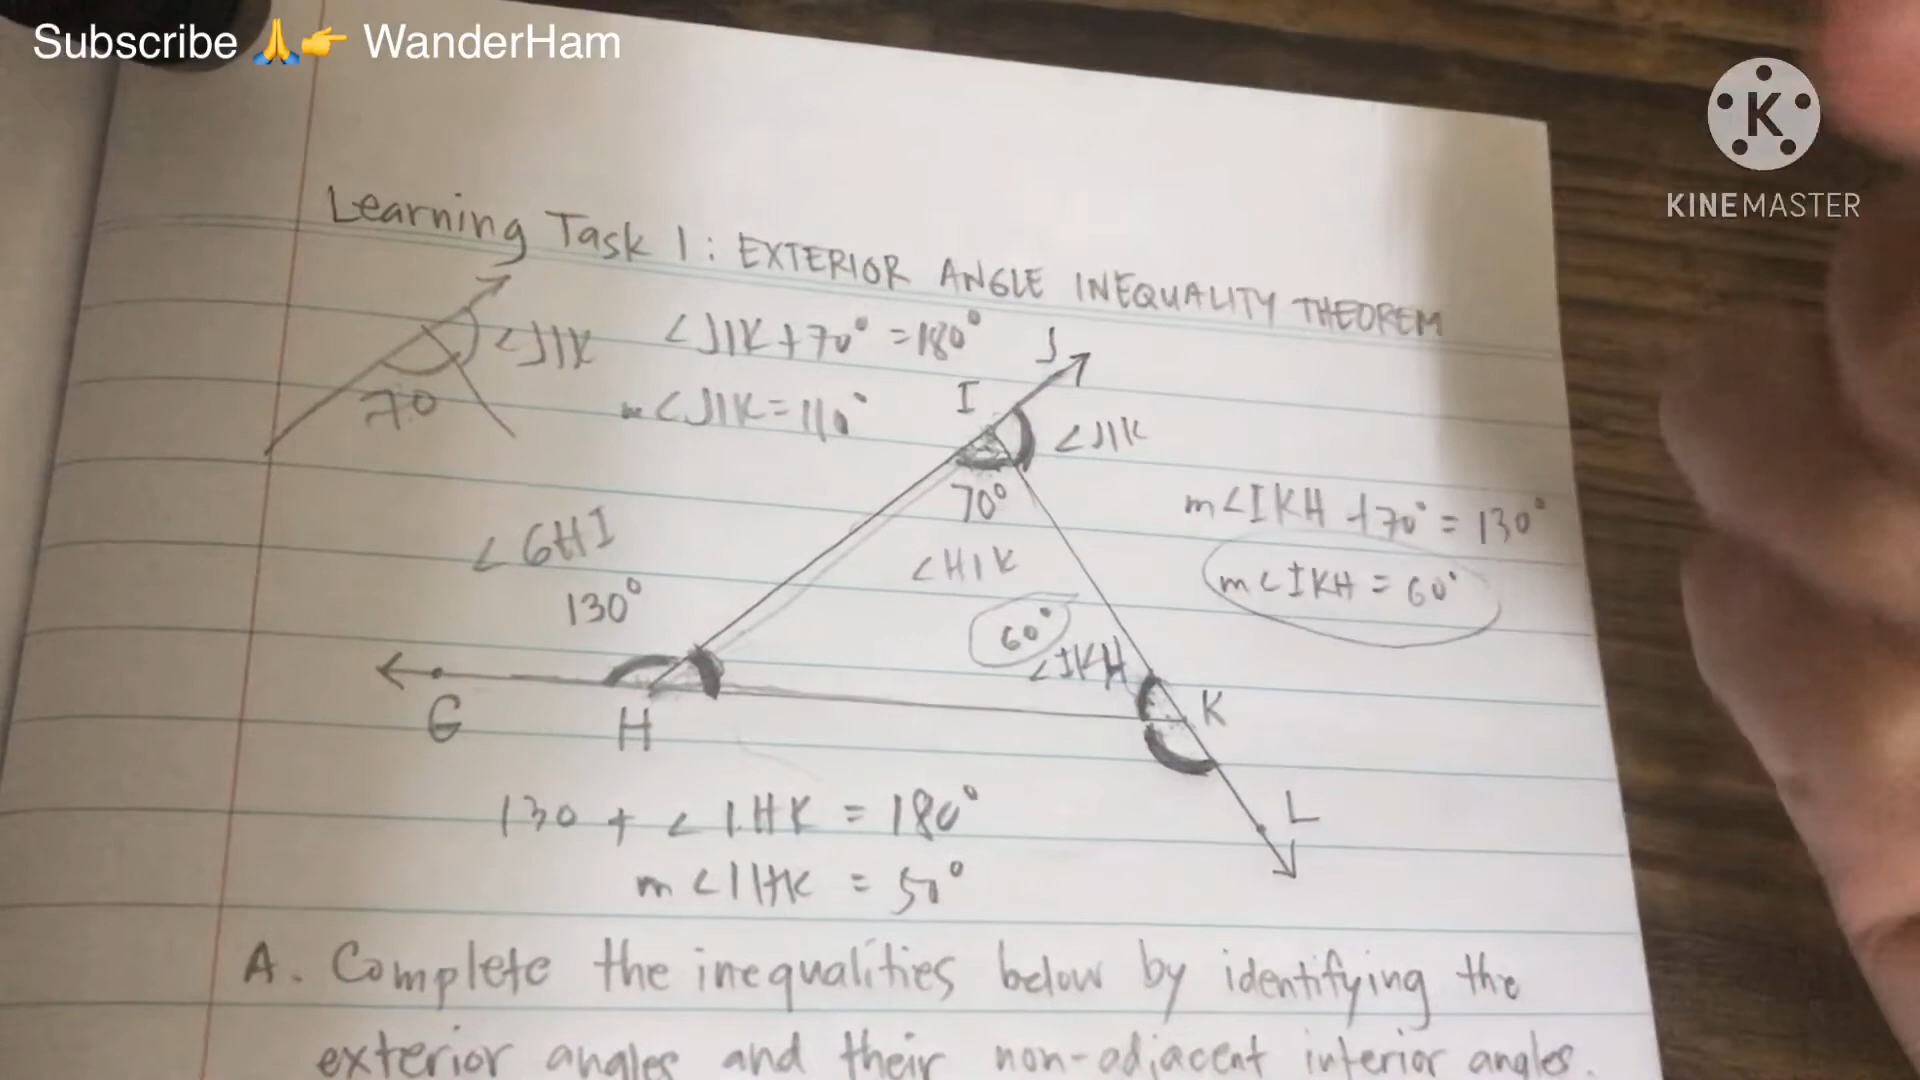 Subscribe 🙏👉 WanderHam
K
KINEMASTER
Learning Task 1: EXTERIOR ANGLE INEQUALITY THEOREM
∠JIK
∠JIK + 70° = 180°
70
m∠JIK = 110°
J
I
∠JIK
70°
m∠IKH + 70° = 130°
∠GHI
∠HIK
m∠IKH = 60°
130°
60°
∠IKH
G
H
K
130 + ∠IHK = 180°
L
m∠IHK = 50°
A. Complete the inequalities below by identifying the
exterior angles and their non-adjacent interior angles.